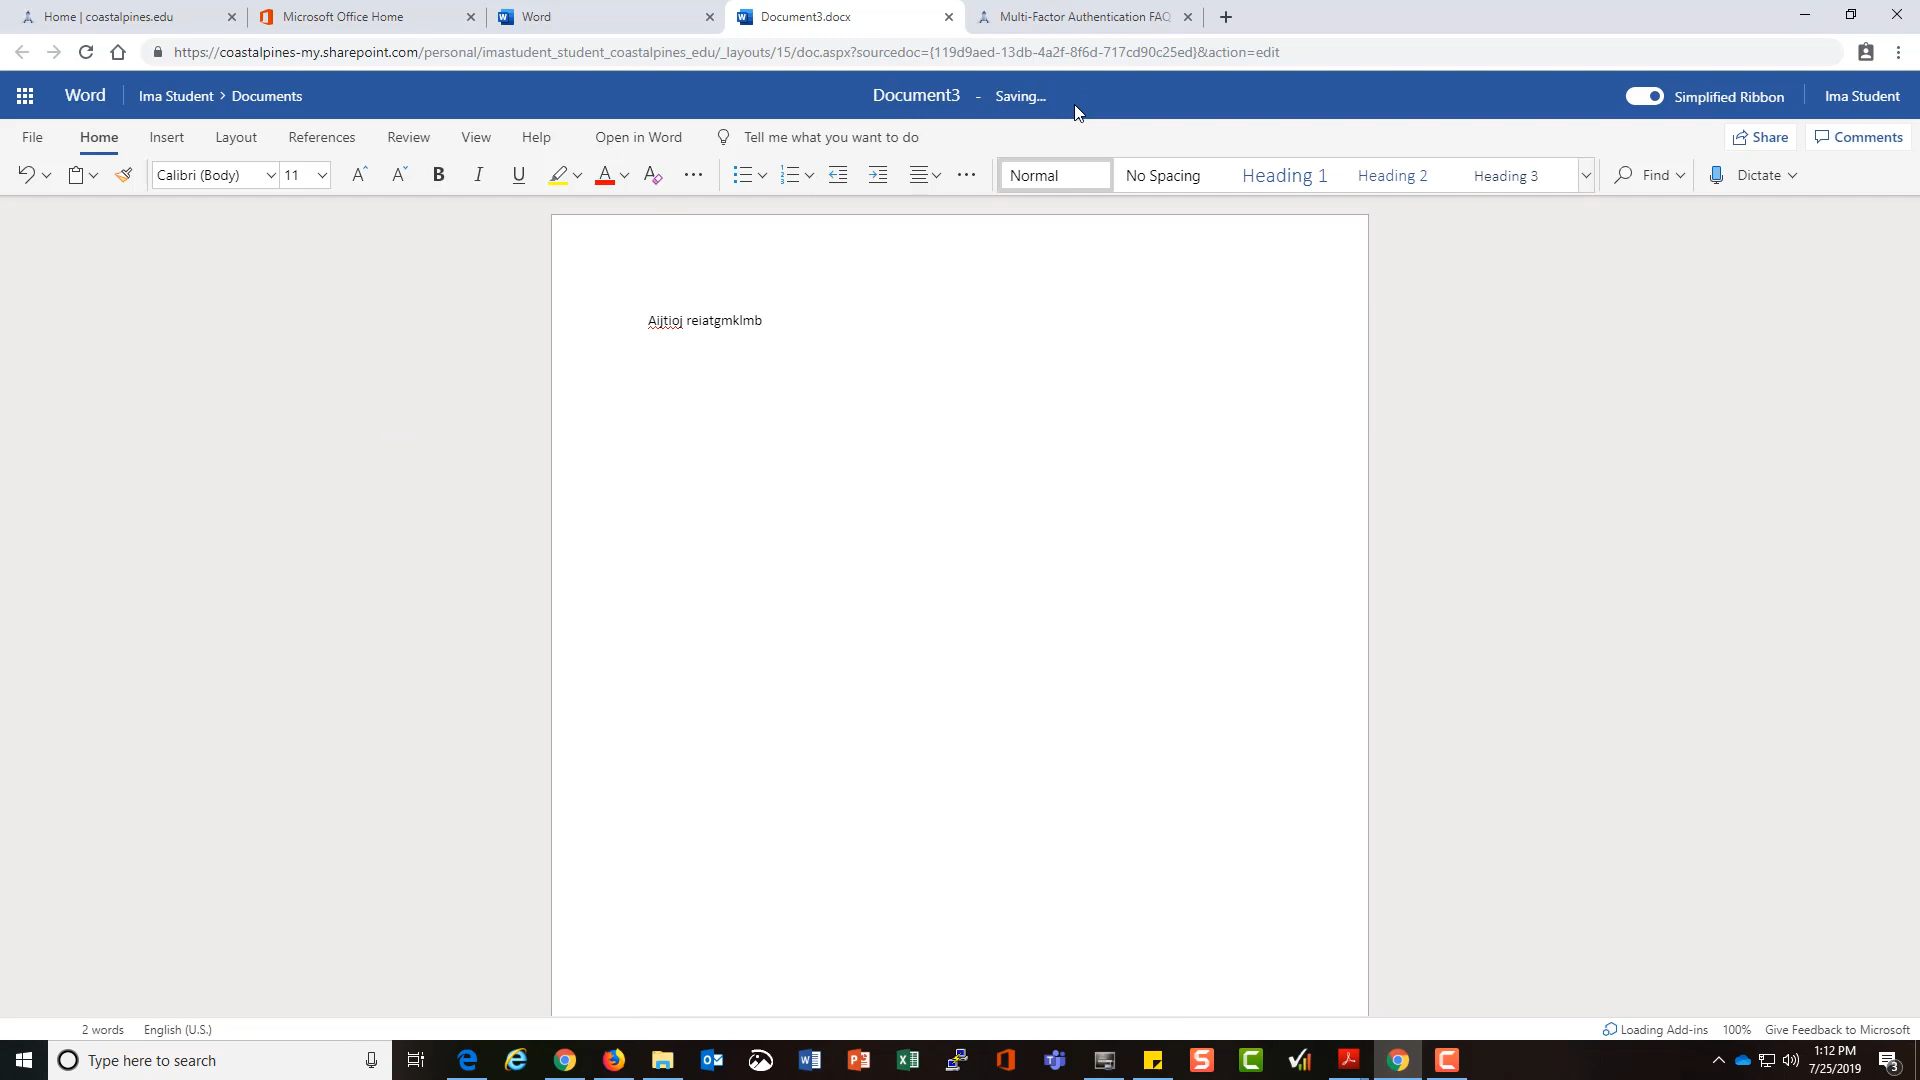 Home | coastalpines.edu
Microsoft Office Home
Word
Document3.docx
Multi-Factor Authentication FAQ
https://coastalpines-my.sharepoint.com/personal/imastudent_student_coastalpines_edu/_layouts/15/doc.aspx?sourcedoc={119d9aed-13db-4a2f-8f6d-717cd90c25ed}&action=edit
Word
Ima Student > Documents
Document3 - Saving...
Simplified Ribbon
Ima Student
File
Home
Insert
Layout
References
Review
View
Help
Open in Word
Tell me what you want to do
Share
Comments
Calibri (Body)
11
Normal
No Spacing
Heading 1
Heading 2
Heading 3
Find
Dictate
Aijtioj reiatgmklmb
2 words
English (U.S.)
Loading Add-ins
100%
Give Feedback to Microsoft
Type here to search
1:12 PM
7/25/2019
3